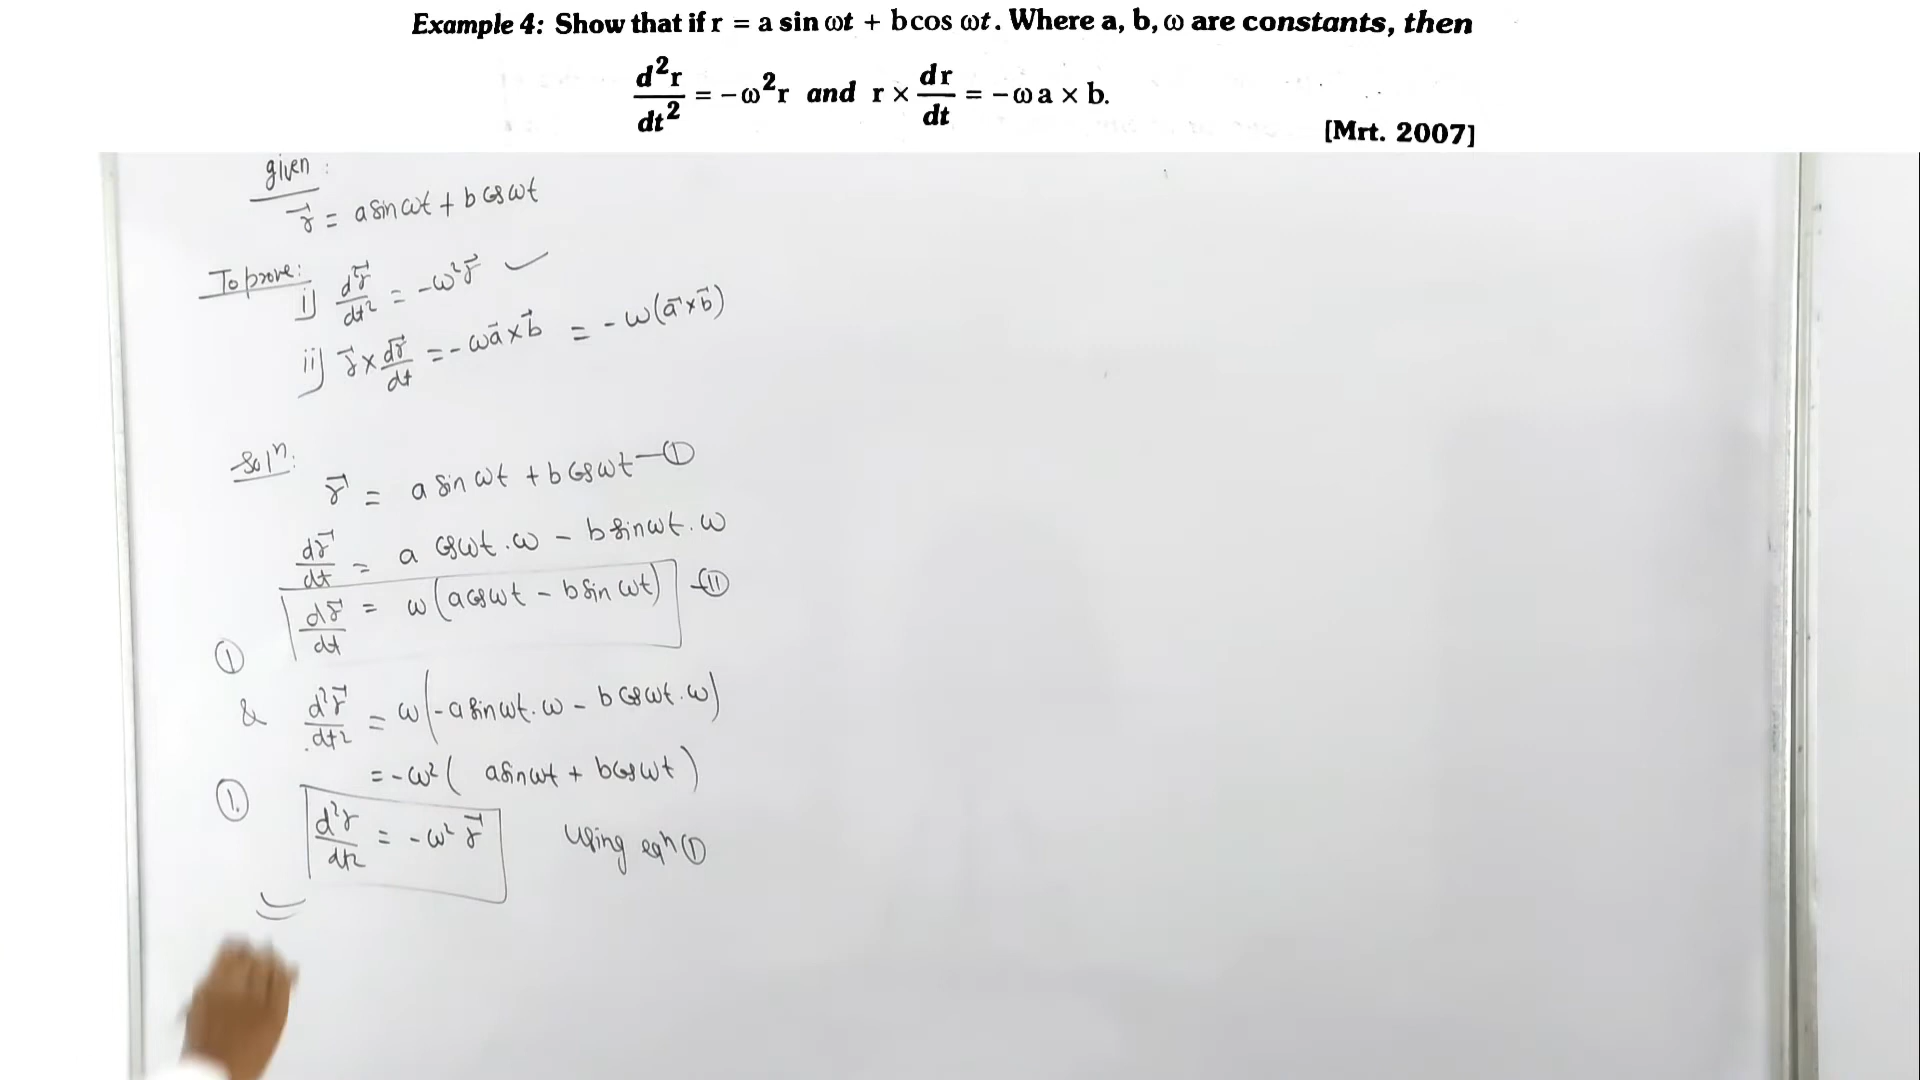 Example 4: Show that if r = a sin ωt + b cos ωt. Where a, b, ω are constants, then
d²r/dt² = -ω²r and r × dr/dt = -ω a × b.
[Mrt. 2007]
given :
r⃗ = a sin ωt + b cos ωt
To prove:
i) d²r⃗/dt² = -ω²r⃗ ✓
ii) r⃗ × dr⃗/dt = -ωa⃗ × b⃗ = -ω(a⃗ × b⃗)
Solⁿ:
r⃗ = a sin ωt + b cos ωt —①
dr⃗/dt = a cos ωt . ω - b sin ωt . ω
dr⃗/dt = ω(a cos ωt - b sin ωt) —ⓘⓘ
①
& d²r⃗/dt² = ω(-a sin ωt . ω - b cos ωt . ω)
= -ω² ( a sin ωt + b cos ωt )
①. d²r/dt² = -ω² r⃗ using eqⁿ ①